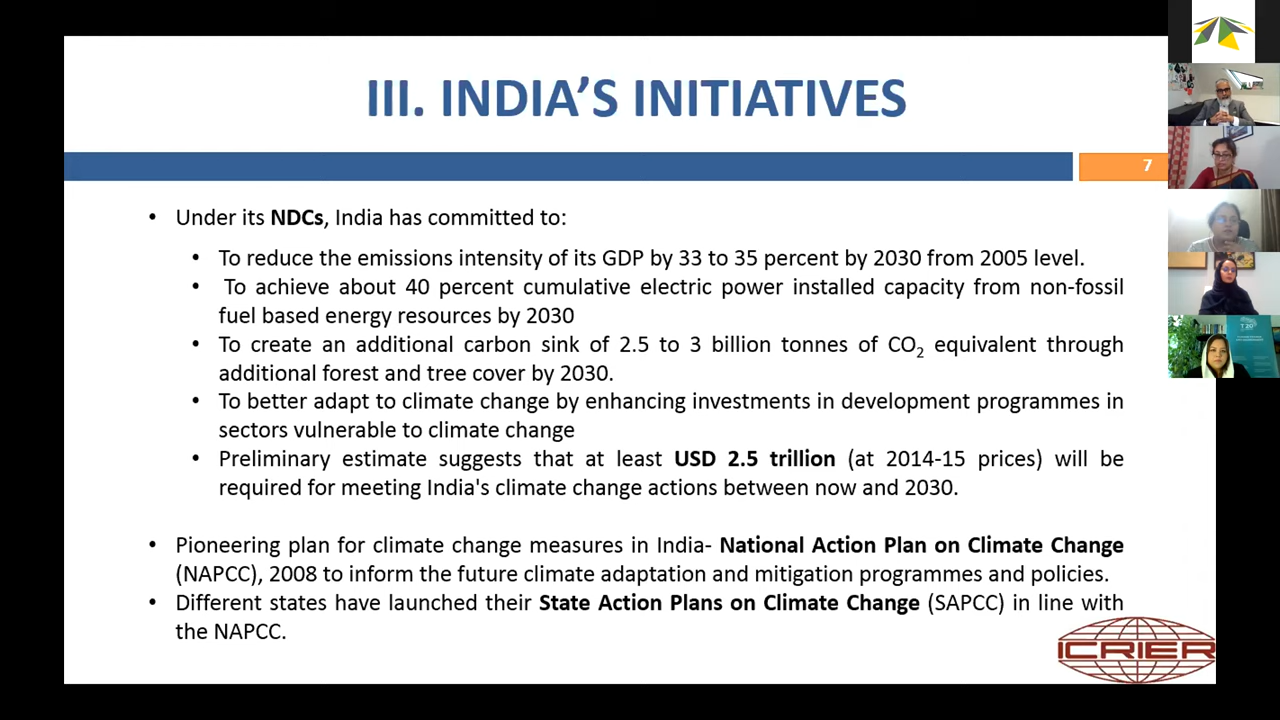 III. INDIA’S INITIATIVES
7
• Under its NDCs, India has committed to:
• To reduce the emissions intensity of its GDP by 33 to 35 percent by 2030 from 2005 level.
• To achieve about 40 percent cumulative electric power installed capacity from non-fossil
fuel based energy resources by 2030
• To create an additional carbon sink of 2.5 to 3 billion tonnes of CO₂ equivalent through
additional forest and tree cover by 2030.
• To better adapt to climate change by enhancing investments in development programmes in
sectors vulnerable to climate change
• Preliminary estimate suggests that at least USD 2.5 trillion (at 2014-15 prices) will be
required for meeting India's climate change actions between now and 2030.
• Pioneering plan for climate change measures in India- National Action Plan on Climate Change
(NAPCC), 2008 to inform the future climate adaptation and mitigation programmes and policies.
• Different states have launched their State Action Plans on Climate Change (SAPCC) in line with
the NAPCC.
ICRIER
T20